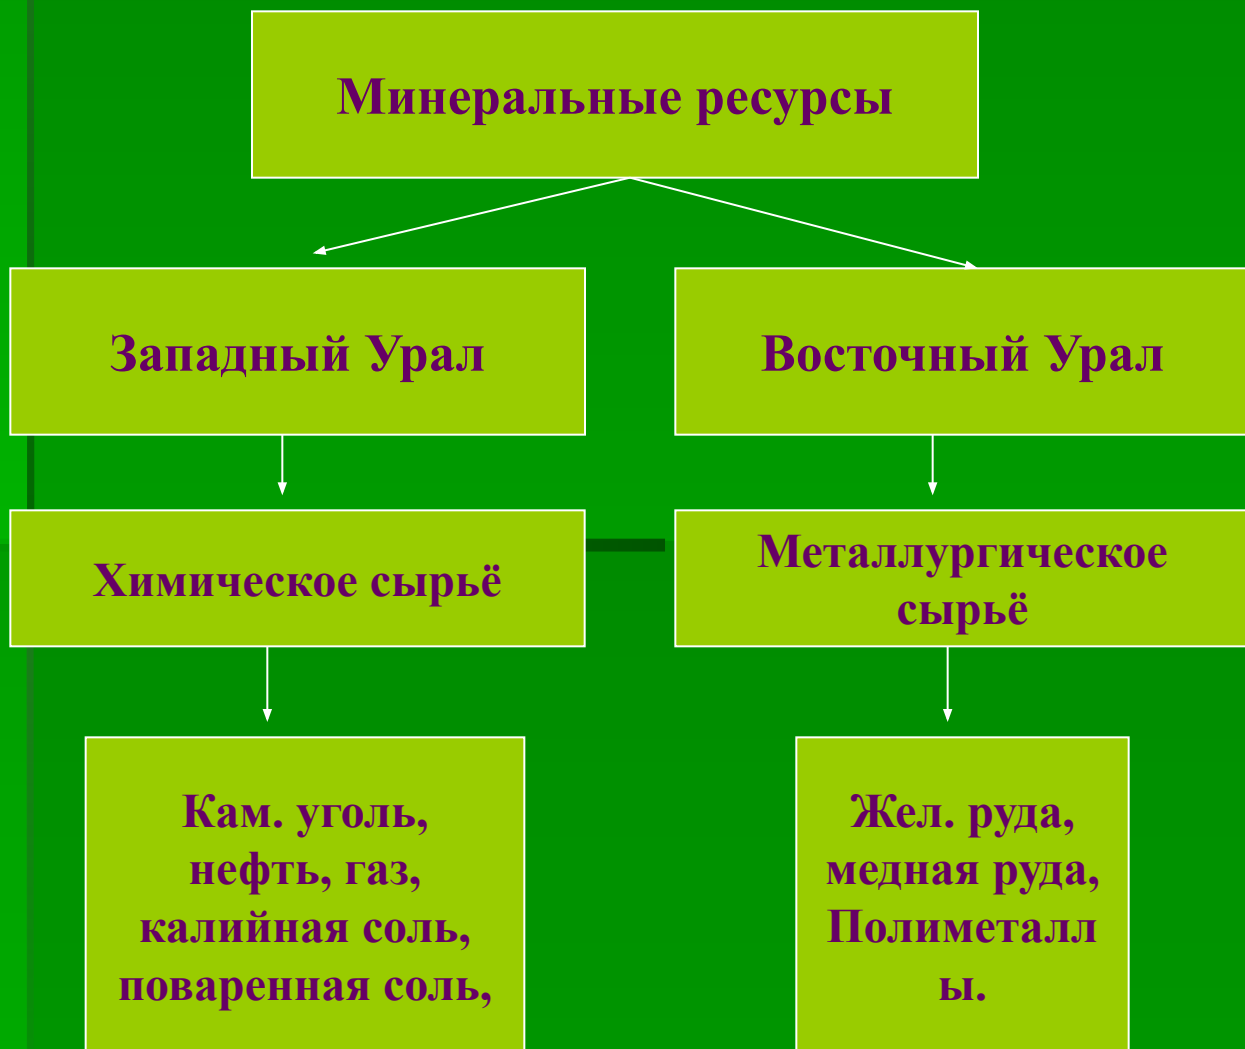 Минеральные ресурсы
Западный Урал
Восточный Урал
Химическое сырьё
Металлургическое
сырьё
Кам. уголь,
нефть, газ,
калийная соль,
поваренная соль,
Жел. руда,
медная руда,
Полиметалл
ы.